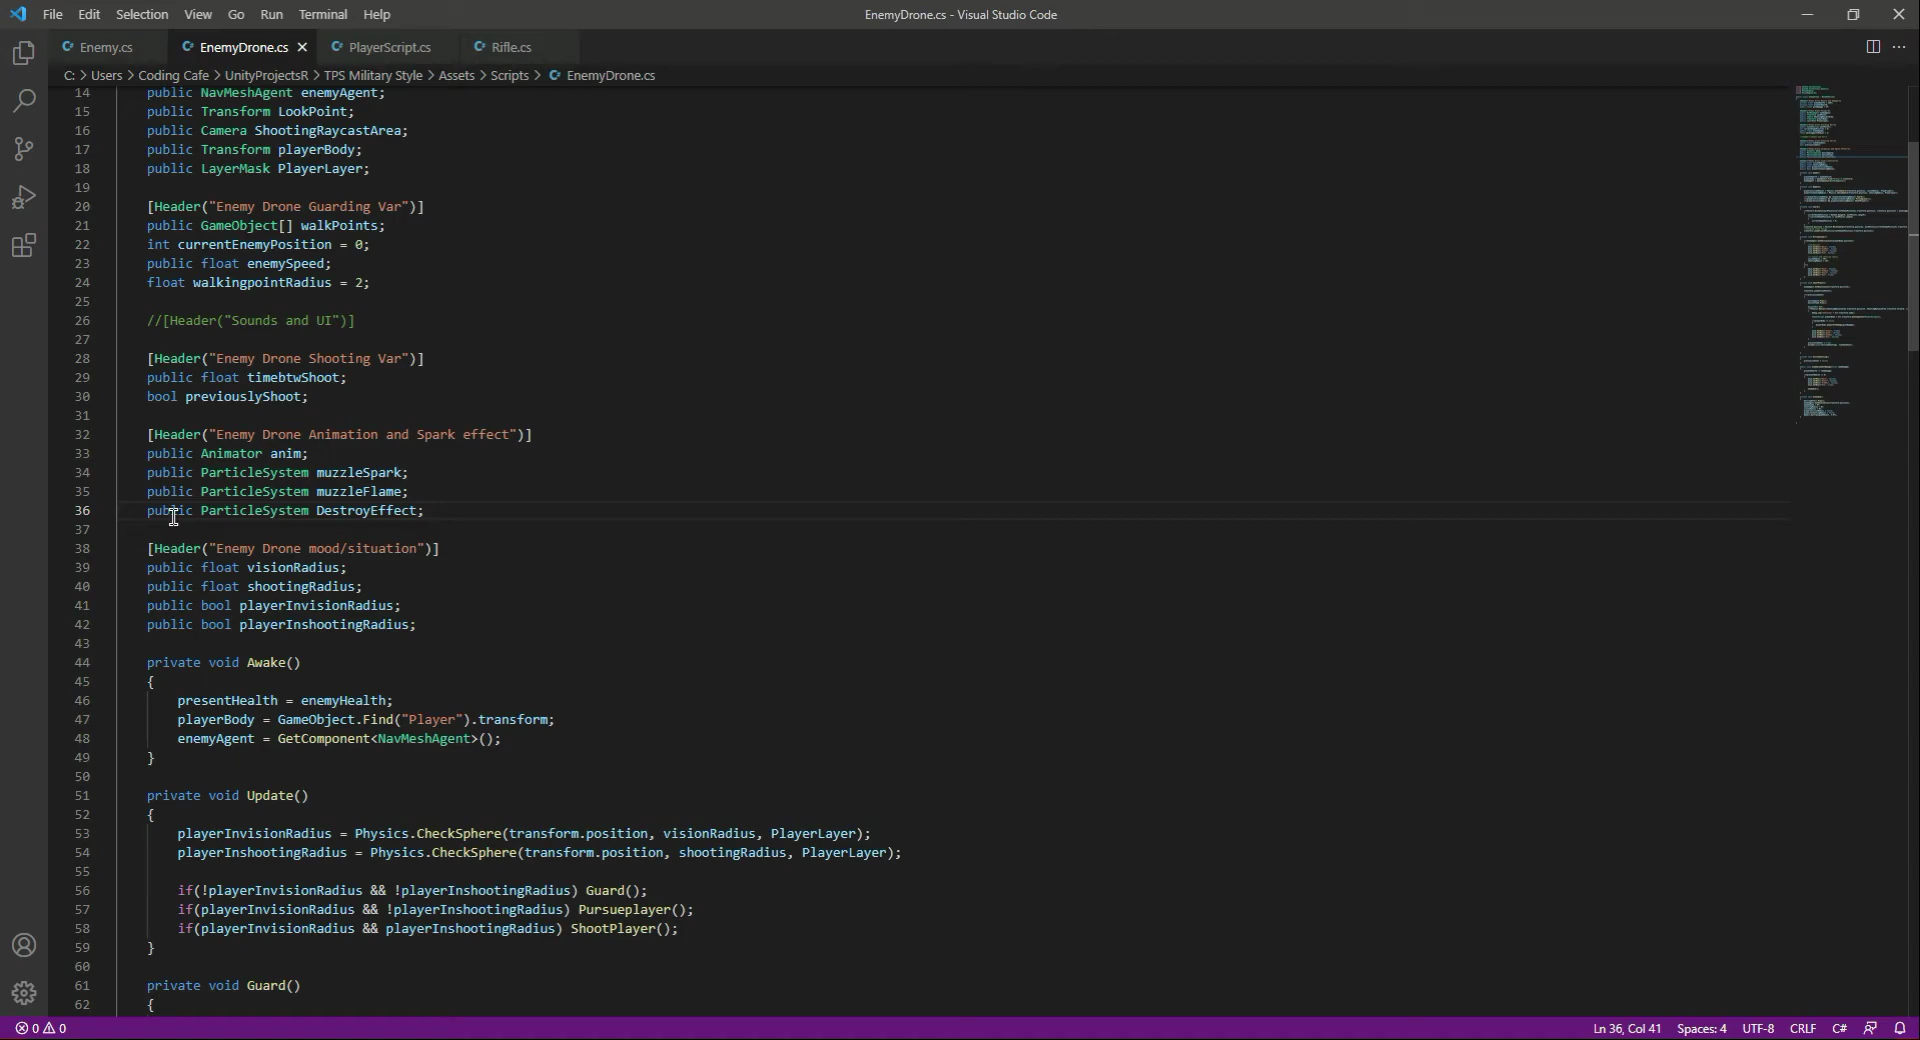 File Edit Selection View Go Run Terminal Help
EnemyDrone.cs - Visual Studio Code
Enemy.cs EnemyDrone.cs PlayerScript.cs Rifle.cs
C: > Users > Coding Cafe > UnityProjectsR > TPS Military Style > Assets > Scripts > EnemyDrone.cs
14 public NavMeshAgent enemyAgent;
15 public Transform LookPoint;
16 public Camera ShootingRaycastArea;
17 public Transform playerBody;
18 public LayerMask PlayerLayer;
19
20 [Header("Enemy Drone Guarding Var")]
21 public GameObject[] walkPoints;
22 int currentEnemyPosition = 0;
23 public float enemySpeed;
24 float walkingpointRadius = 2;
25
26 //[Header("Sounds and UI")]
27
28 [Header("Enemy Drone Shooting Var")]
29 public float timebtwShoot;
30 bool previouslyShoot;
31
32 [Header("Enemy Drone Animation and Spark effect")]
33 public Animator anim;
34 public ParticleSystem muzzleSpark;
35 public ParticleSystem muzzleFlame;
36 public ParticleSystem DestroyEffect;
37
38 [Header("Enemy Drone mood/situation")]
39 public float visionRadius;
40 public float shootingRadius;
41 public bool playerInvisionRadius;
42 public bool playerInshootingRadius;
43
44 private void Awake()
45 {
46 presentHealth = enemyHealth;
47 playerBody = GameObject.Find("Player").transform;
48 enemyAgent = GetComponent<NavMeshAgent>();
49 }
50
51 private void Update()
52 {
53 playerInvisionRadius = Physics.CheckSphere(transform.position, visionRadius, PlayerLayer);
54 playerInshootingRadius = Physics.CheckSphere(transform.position, shootingRadius, PlayerLayer);
55
56 if(!playerInvisionRadius && !playerInshootingRadius) Guard();
57 if(playerInvisionRadius && !playerInshootingRadius) Pursueplayer();
58 if(playerInvisionRadius && playerInshootingRadius) ShootPlayer();
59 }
60
61 private void Guard()
62 {
0 0 Ln 36, Col 41 Spaces: 4 UTF-8 CRLF C#